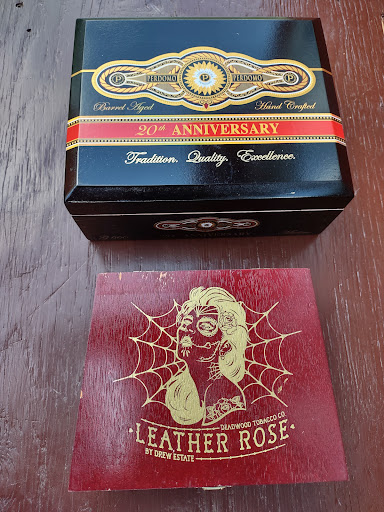 P PERDOMO P PERDOMO P
Barrel Aged Hand Crafted
20th ANNIVERSARY
Tradition. Quality. Excellence.
DEADWOOD TOBACCO CO.
LEATHER ROSE
BY DREW ESTATE